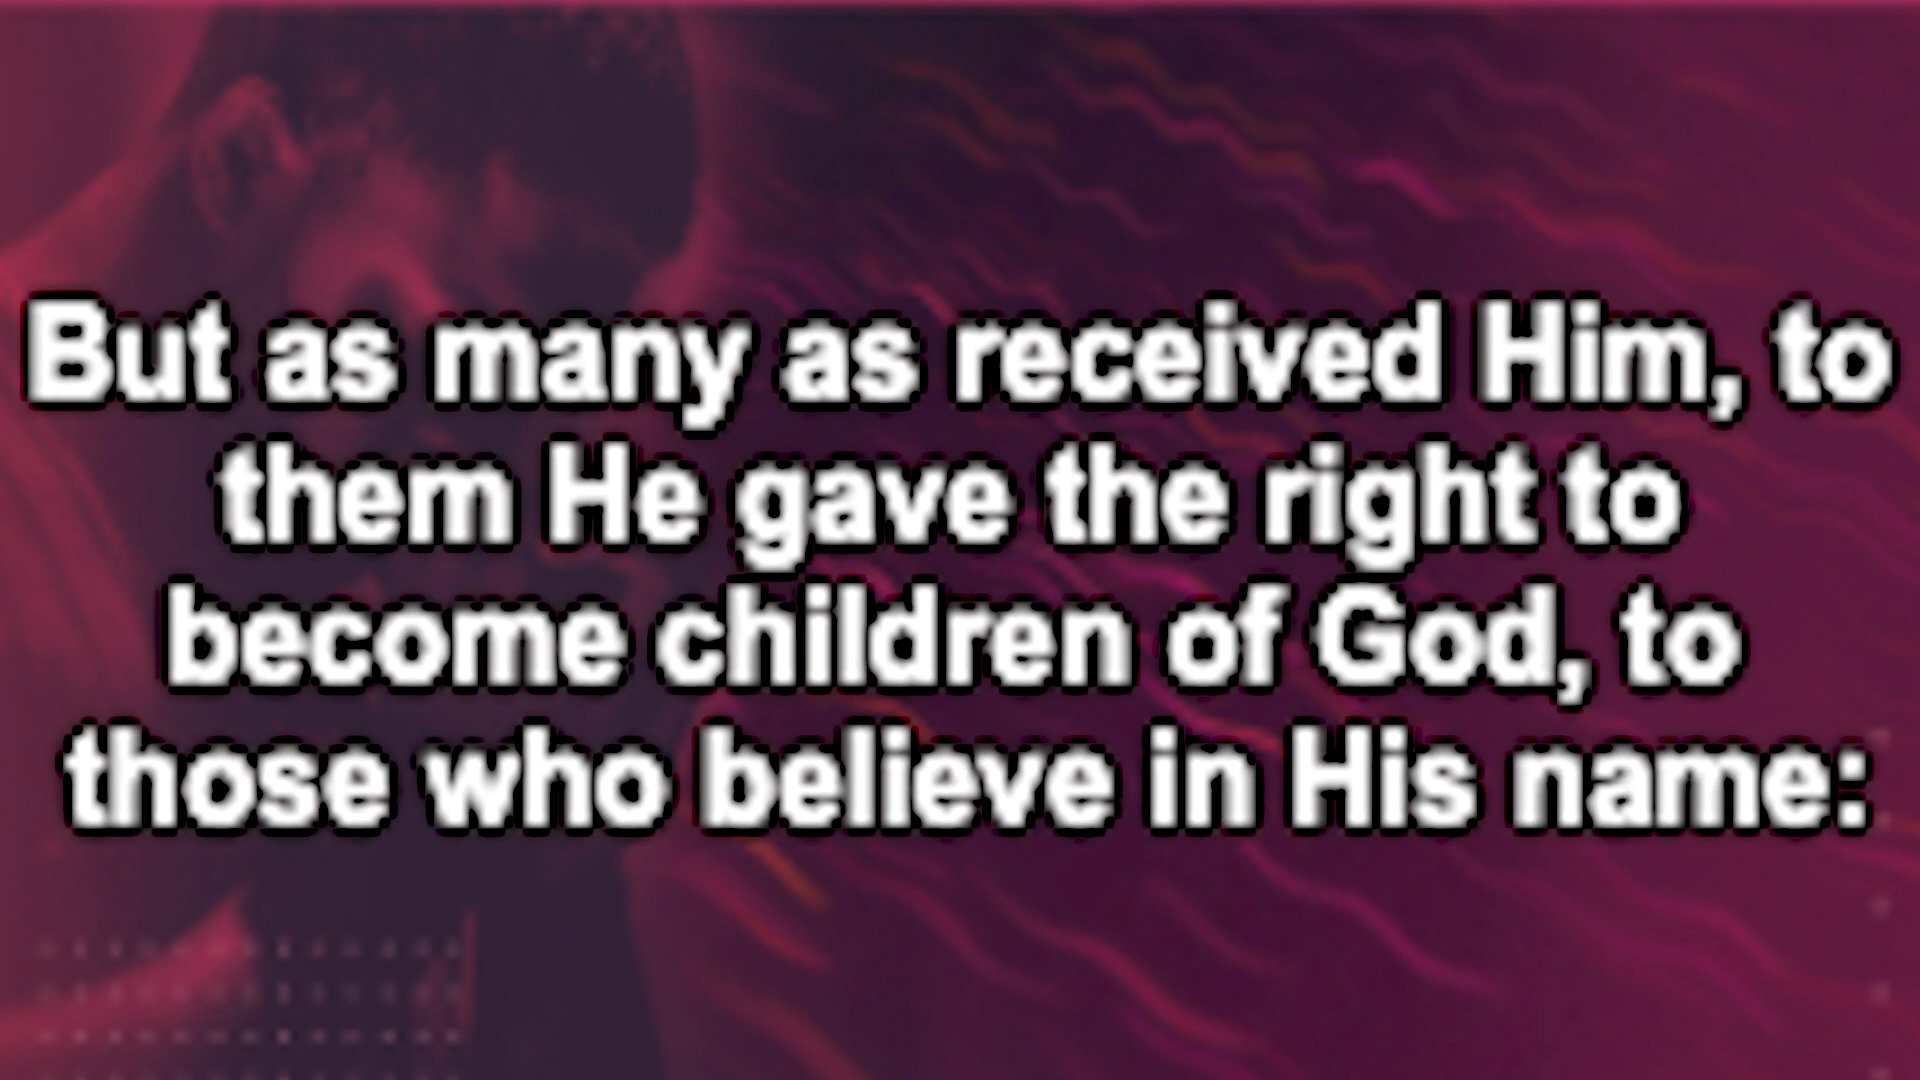 But as many as received Him, to
them He gave the right to
become children of God, to
those who believe in His name: